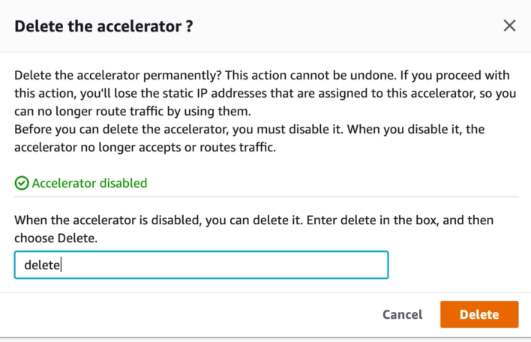 Delete the accelerator ?
Delete the accelerator permanently? This action cannot be undone. If you proceed with
this action, you'll lose the static IP addresses that are assigned to this accelerator, so you
can no longer route traffic by using them.
Before you can delete the accelerator, you must disable it. When you disable it, the
accelerator no longer accepts or routes traffic.
Accelerator disabled
When the accelerator is disabled, you can delete it. Enter delete in the box, and then
choose Delete.
delete
Cancel Delete